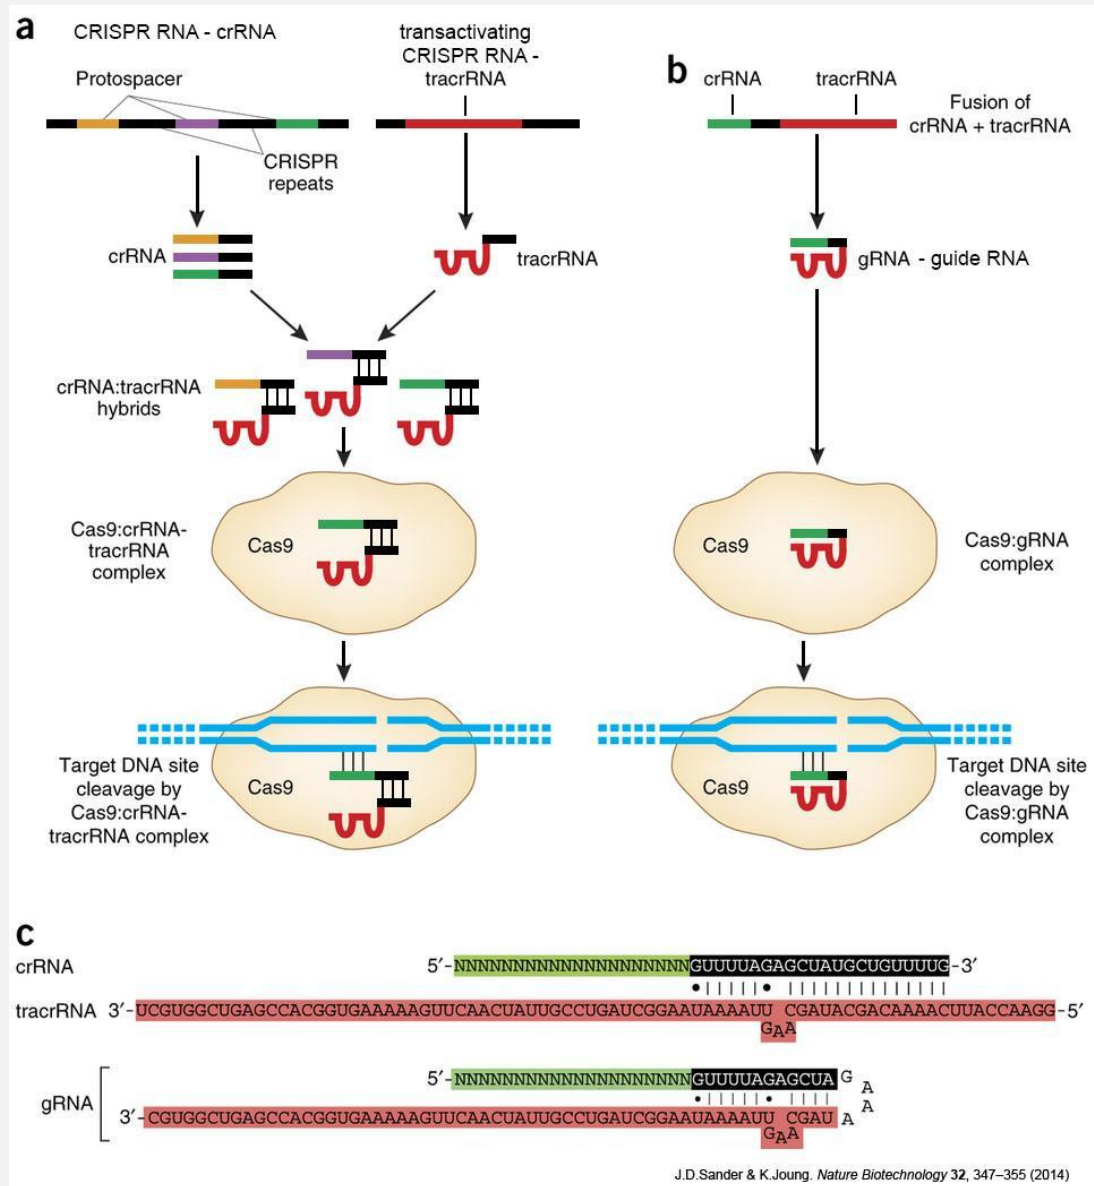 a
CRISPR RNA - crRNA
Protospacer
CRISPR
repeats
transactivating
CRISPR RNA -
tracrRNA
crRNA
tracrRNA
crRNA:tracrRNA
hybrids
Cas9:crRNA-
tracrRNA
complex
Cas9
Target DNA site
cleavage by
Cas9:crRNA-
tracrRNA complex
Cas9
b
crRNA tracrRNA
Fusion of
crRNA + tracrRNA
gRNA - guide RNA
Cas9
Cas9:gRNA
complex
Cas9
Target DNA site
cleavage by
Cas9:gRNA
complex
c
crRNA 5′-NNNNNNNNNNNNNNNNNNNNGUUUUAGAGCUAUGCUGUUUUG-3′
tracrRNA 3′-UCGUGGCUGAGCCACGGUGAAAAAGUUCAACUAUUGCCUGAUCGGAAUAAAAUU CGAUACGACAAAACUUACCAAGG-5′
GAA
gRNA
5′-NNNNNNNNNNNNNNNNNNNNGUUUUAGAGCUA G
A
A
3′-CGUGGCUGAGCCACGGUGAAAAAGUUCAACUAUUGCCUGAUCGGAAUAAAAUU CGAU A
GAA
J.D.Sander & K.Joung. Nature Biotechnology 32, 347–355 (2014)